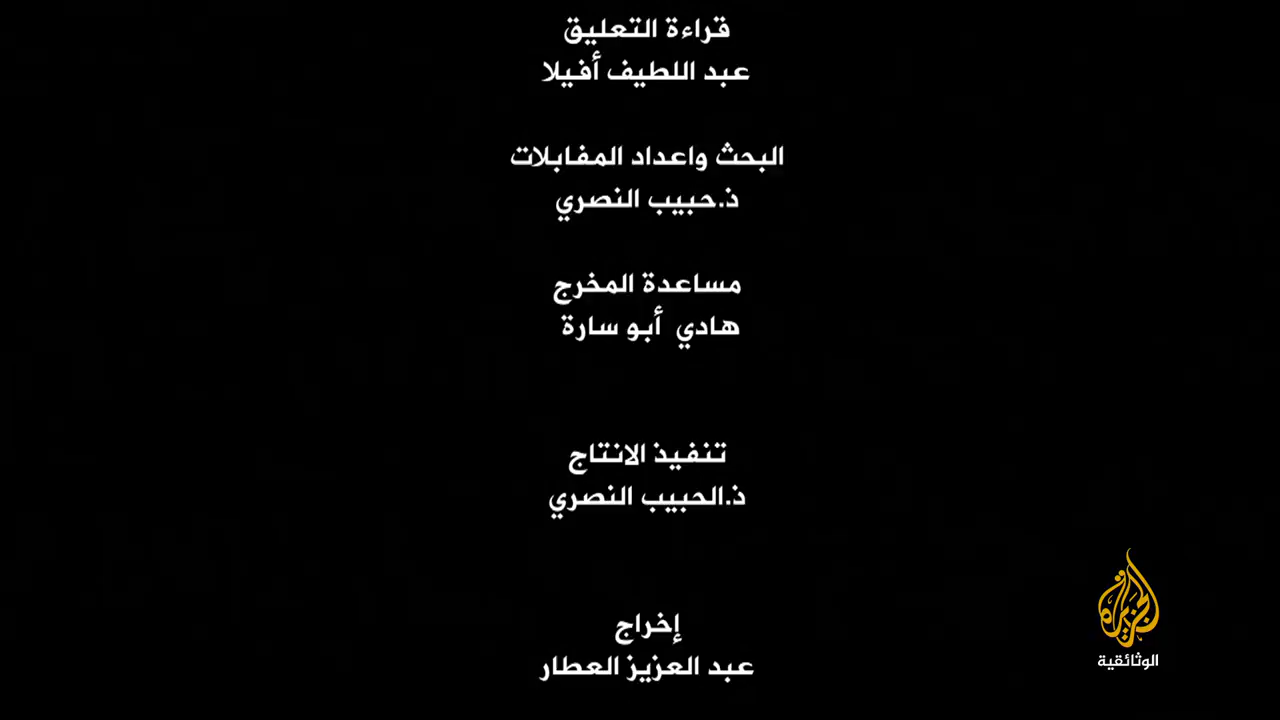 قراءة التعليق
عبد اللطيف أفيلا
البحث واعداد المقابلات
ذ.حبيب النصري
مساعدة المخرج
هادي أبو سارة
تنفيذ الانتاج
ذ.الحبيب النصري
إخراج
عبد العزيز العطار
الجزيرة
الوثائقية